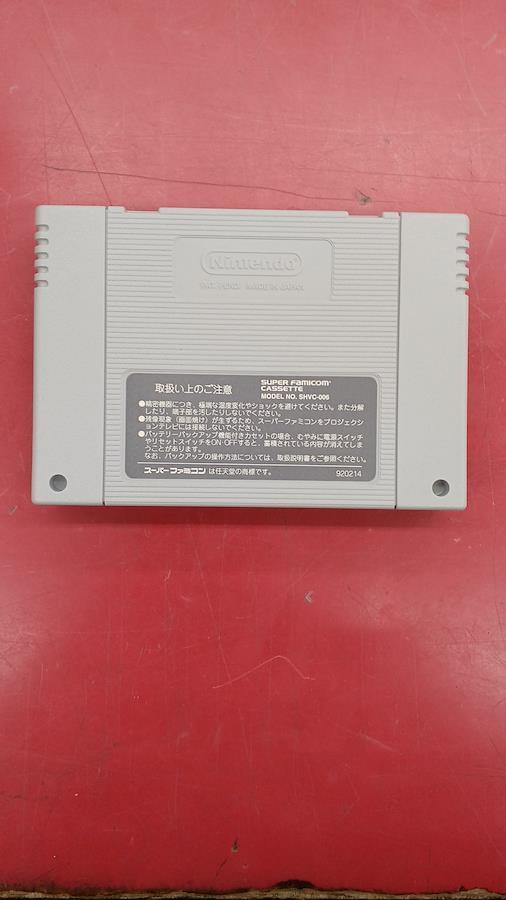 Nintendo
PAT. PEND. MADE IN JAPAN
取扱い上のご注意
SUPER FAMICOM
CASSETTE
MODEL NO. SHVC-006
●精密機器につき、極端な温度変化やショックを避けてください。また分解
したり、端子部を汚したりしないでください。
●残像現象(画面焼け)が生ずるため、スーパーファミコンをプロジェクシ
ョンテレビには接続しないでください。
●バッテリーバックアップ機能付きカセットの場合、むやみに電源スイッチ
やリセットスイッチをON・OFFすると、蓄積されている内容が消えてしま
うことがあります。
なお、バックアップの操作方法については、取扱説明書をご参照ください。
スーパーファミコン は任天堂の商標です。
920214